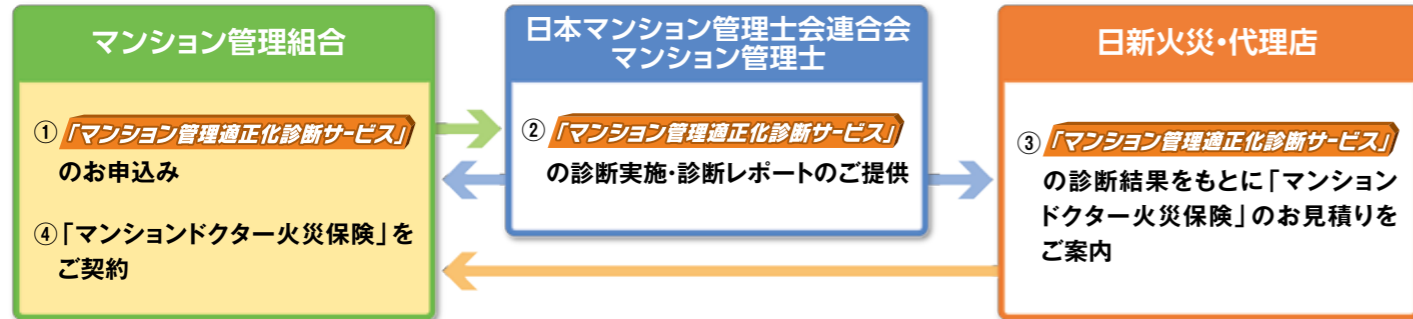 マンション管理組合
①「マンション管理適正化診断サービス」
のお申込み
④「マンションドクター火災保険」を
ご契約
日本マンション管理士会連合会
マンション管理士
②「マンション管理適正化診断サービス」
の診断実施・診断レポートのご提供
日新火災・代理店
③「マンション管理適正化診断サービス」
の診断結果をもとに「マンション
ドクター火災保険」のお見積りを
ご案内